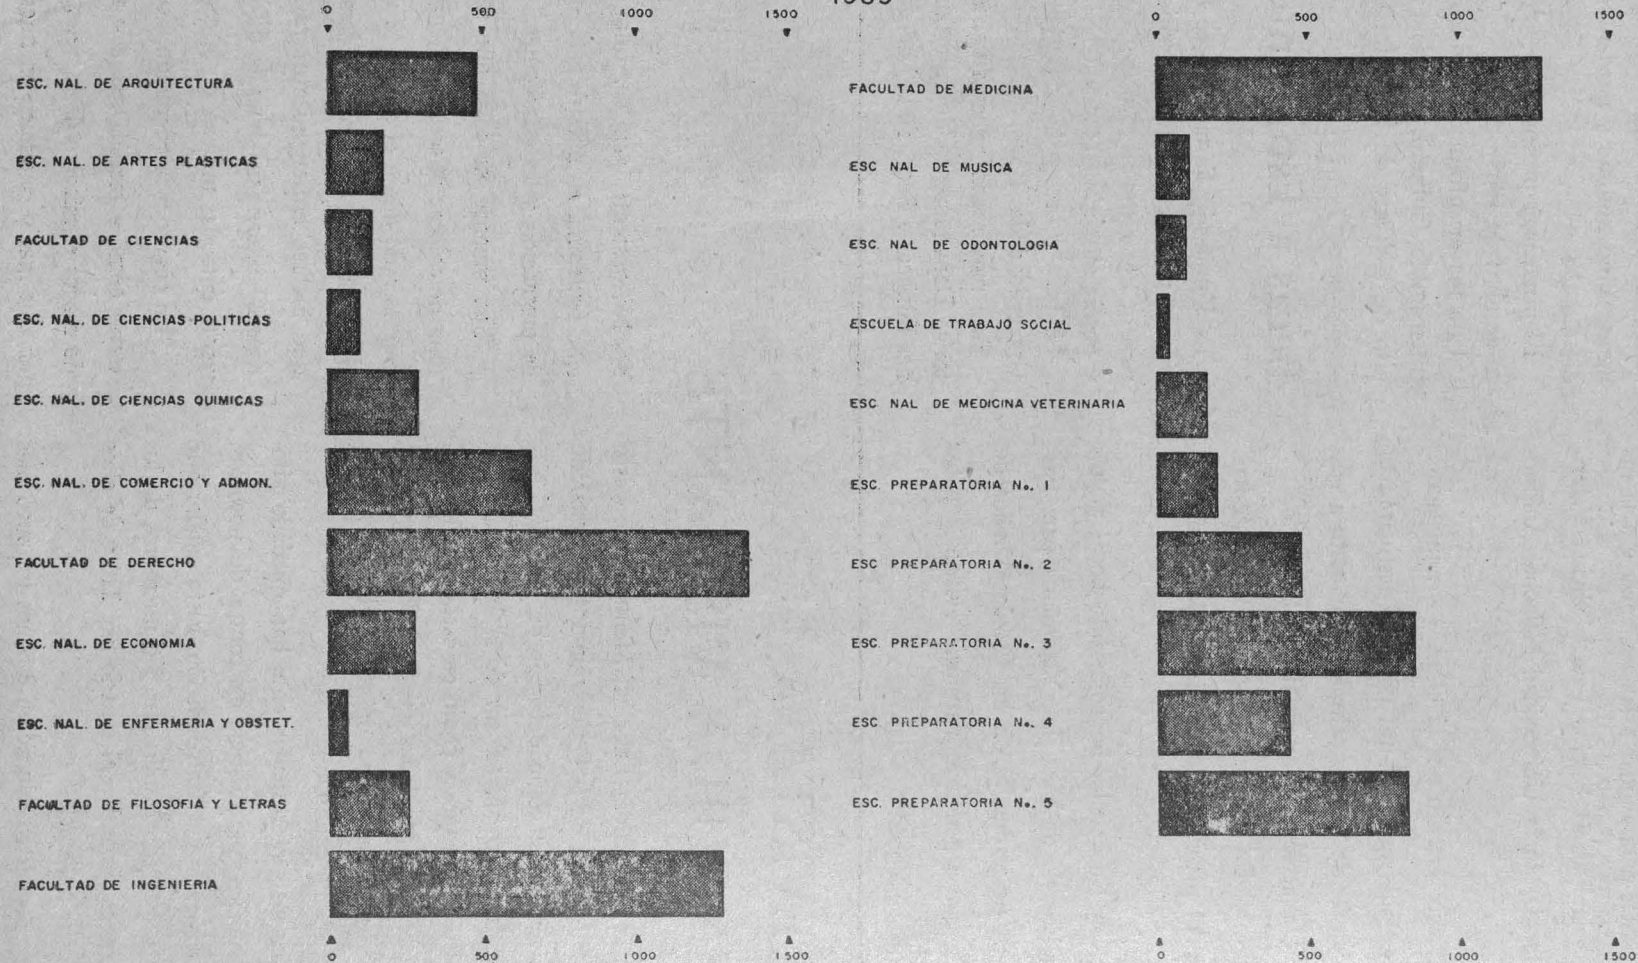 0 500 1000 1500
ESC. NAL. DE ARQUITECTURA
ESC. NAL. DE ARTES PLASTICAS
FACULTAD DE CIENCIAS
ESC. NAL. DE CIENCIAS POLITICAS
ESC. NAL. DE CIENCIAS QUIMICAS
ESC. NAL. DE COMERCIO Y ADMON.
FACULTAD DE DERECHO
ESC. NAL. DE ECONOMIA
ESC. NAL. DE ENFERMERIA Y OBSTET.
FACULTAD DE FILOSOFIA Y LETRAS
FACULTAD DE INGENIERIA
0 500 1000 1500
0 500 1000 1500
FACULTAD DE MEDICINA
ESC NAL DE MUSICA
ESC. NAL DE ODONTOLOGIA
ESCUELA DE TRABAJO SOCIAL
ESC NAL DE MEDICINA VETERINARIA
ESC. PREPARATORIA No. 1
ESC PREPARATORIA No. 2
ESC. PREPARATORIA No. 3
ESC. PREPARATORIA No. 4
ESC. PREPARATORIA No. 5
0 500 1000 1500